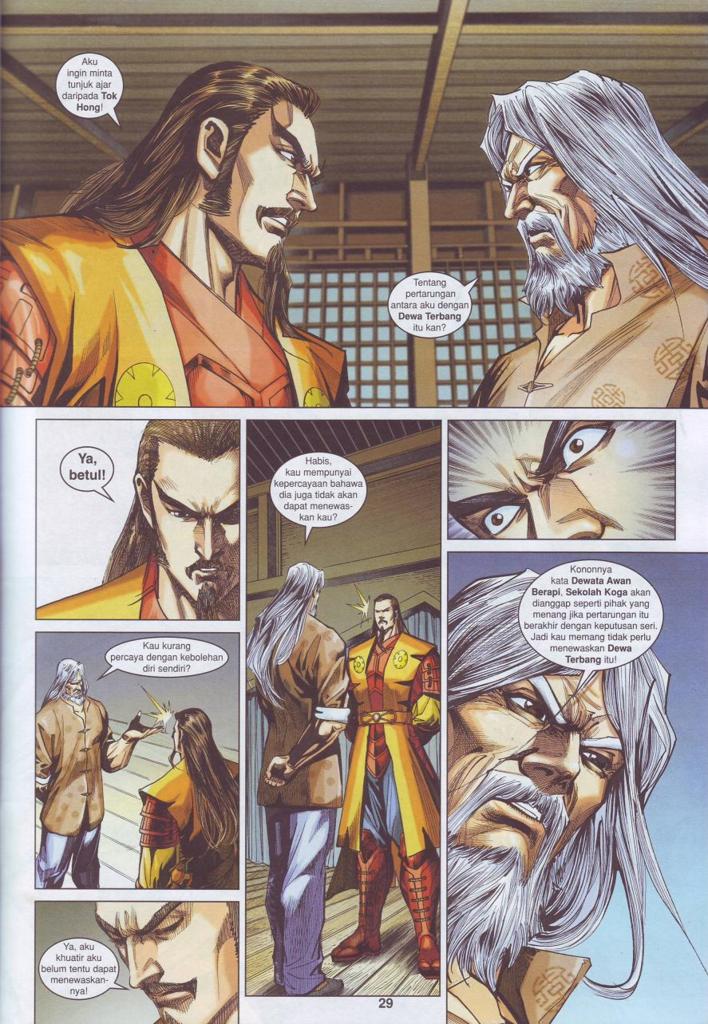 Aku
ingin minta
tunjuk ajar
daripada Tok
Hong!
Tentang
pertarungan
antara aku dengan
Dewa Terbang
itu kan?
Ya,
betul!
Kau kurang
percaya dengan kebolehan
diri sendiri?
Ya, aku
khuatir aku
belum tentu dapat
menewaskan-
nya!
Habis,
kau mempunyai
kepercayaan bahawa
dia juga tidak akan
dapat menewas-
kan kau?
Kononnya
kata Dewata Awan
Berapi, Sekolah Koga akan
dianggap seperti pihak yang
menang jika pertarungan itu
berakhir dengan keputusan seri.
Jadi kau memang tidak perlu
menewaskan Dewa
Terbang itu!
29